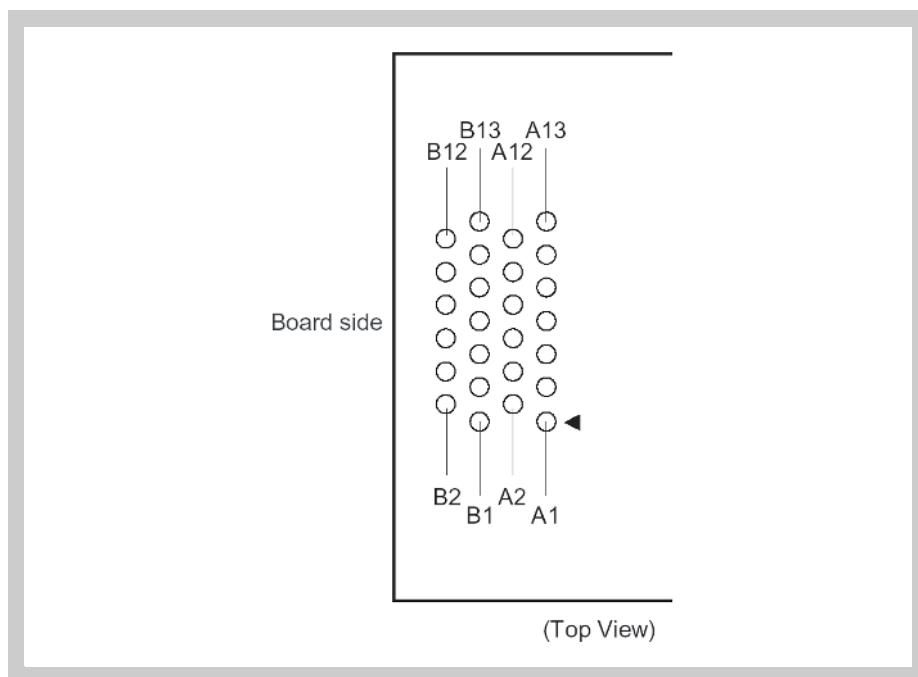 B13 A13
B12 A12
Board side
B2 A2
B1 A1
(Top View)